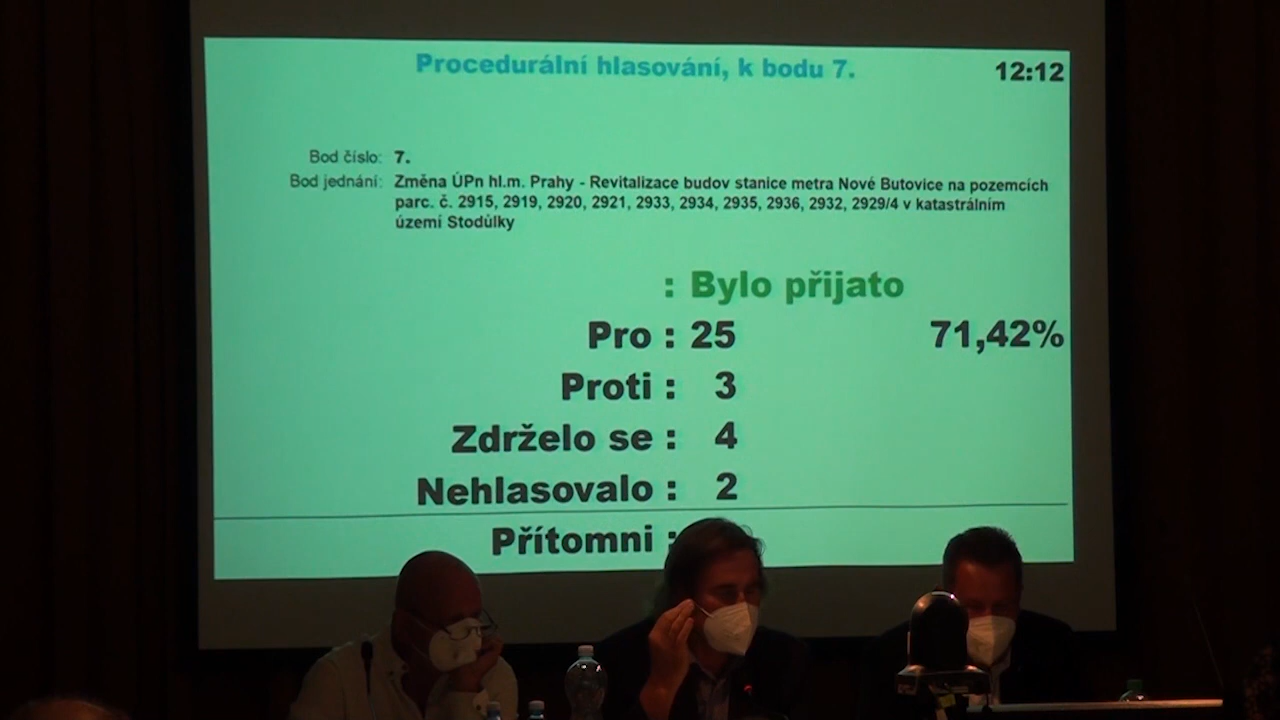 Procedurální hlasování, k bodu 7.
12:12
Bod číslo: 7.
Bod jednání: Změna ÚPn hl.m. Prahy - Revitalizace budov stanice metra Nové Butovice na pozemcích
parc. č. 2915, 2919, 2920, 2921, 2933, 2934, 2935, 2936, 2932, 2929/4 v katastrálním
území Stodůlky
: Bylo přijato
Pro : 25 71,42%
Proti : 3
Zdrželo se : 4
Nehlasovalo : 2
Přítomni :